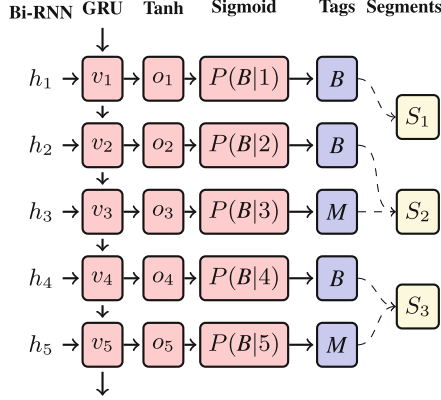 Bi-RNN GRU Tanh Sigmoid Tags Segments
h₁ v₁ o₁ P(B|1) B
S₁
h₂ v₂ o₂ P(B|2) B
h₃ v₃ o₃ P(B|3) M S₂
h₄ v₄ o₄ P(B|4) B
S₃
h₅ v₅ o₅ P(B|5) M